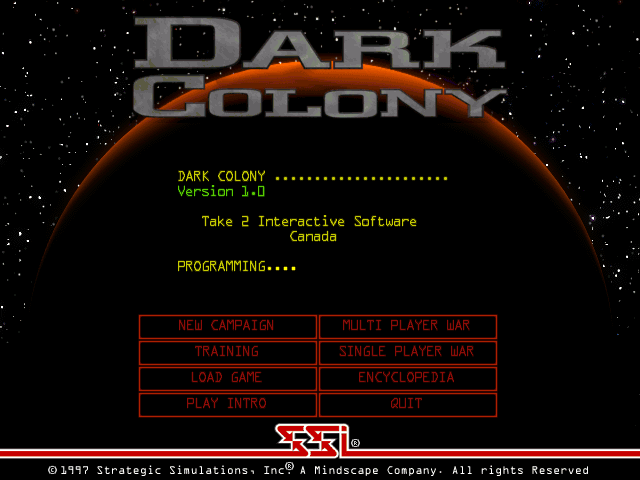 DARK
COLONY
DARK COLONY ......................
Version 1.0
Take 2 Interactive Software
Canada
PROGRAMMING....
NEW CAMPAIGN
MULTI PLAYER WAR
TRAINING
SINGLE PLAYER WAR
LOAD GAME
ENCYCLOPEDIA
PLAY INTRO
QUIT
SSI®
©1997 Strategic Simulations, Inc.® A Mindscape Company. All rights Reserved